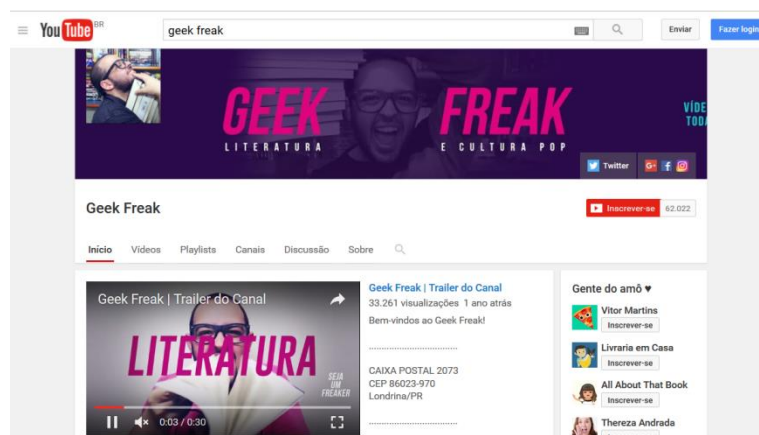 YouTube BR
geek freak
Enviar
Fazer login
GEEK FREAK
LITERATURA E CULTURA POP
VÍDE
TODA
Twitter
G+
Geek Freak
Inscrever-se 62.022
Início Vídeos Playlists Canais Discussão Sobre
Geek Freak | Trailer do Canal
LITERATURA
SEJA
UM
FREAKER
0:03 / 0:30
Geek Freak | Trailer do Canal
33.261 visualizações 1 ano atrás
Bem-vindos ao Geek Freak!
..................................
CAIXA POSTAL 2073
CEP 86023-970
Londrina/PR
..................................
Gente do amô ♥
Vitor Martins
Inscrever-se
Livraria em Casa
Inscrever-se
All About That Book
Inscrever-se
Thereza Andrada